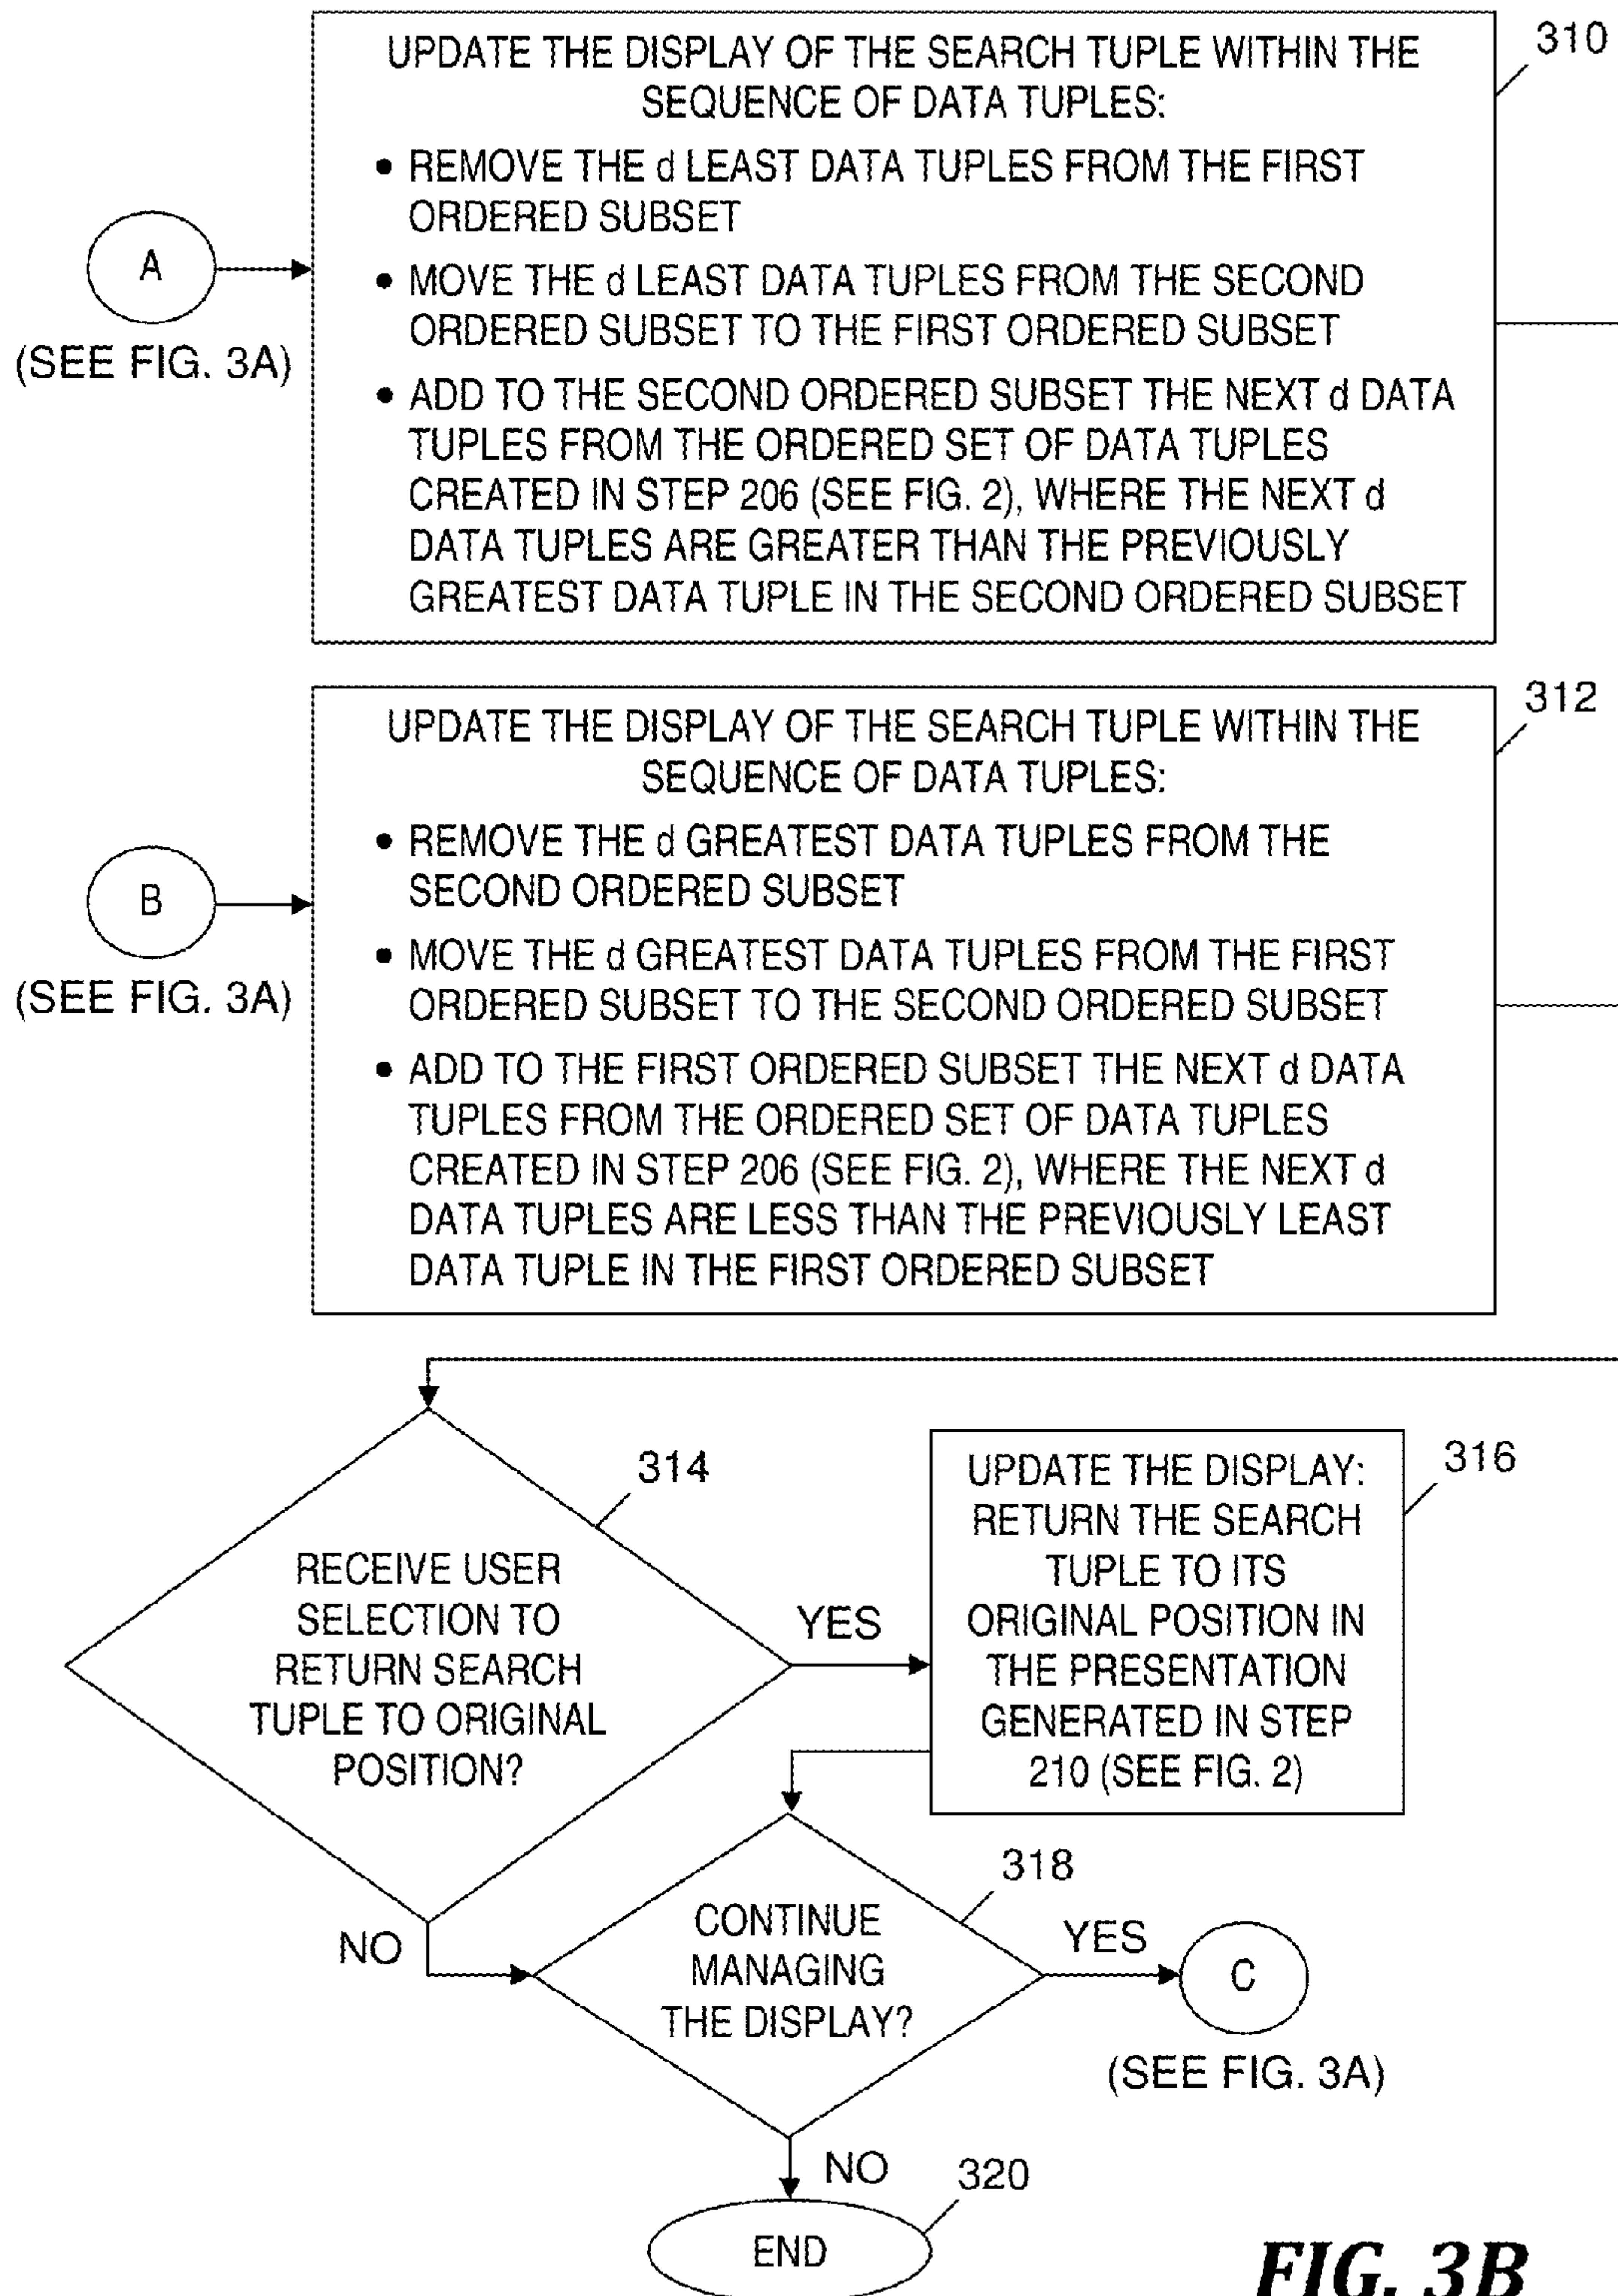 310
UPDATE THE DISPLAY OF THE SEARCH TUPLE WITHIN THE
SEQUENCE OF DATA TUPLES:
• REMOVE THE d LEAST DATA TUPLES FROM THE FIRST
ORDERED SUBSET
• MOVE THE d LEAST DATA TUPLES FROM THE SECOND
ORDERED SUBSET TO THE FIRST ORDERED SUBSET
• ADD TO THE SECOND ORDERED SUBSET THE NEXT d DATA
TUPLES FROM THE ORDERED SET OF DATA TUPLES
CREATED IN STEP 206 (SEE FIG. 2), WHERE THE NEXT d
DATA TUPLES ARE GREATER THAN THE PREVIOUSLY
GREATEST DATA TUPLE IN THE SECOND ORDERED SUBSET
A
(SEE FIG. 3A)
312
UPDATE THE DISPLAY OF THE SEARCH TUPLE WITHIN THE
SEQUENCE OF DATA TUPLES:
• REMOVE THE d GREATEST DATA TUPLES FROM THE
SECOND ORDERED SUBSET
• MOVE THE d GREATEST DATA TUPLES FROM THE FIRST
ORDERED SUBSET TO THE SECOND ORDERED SUBSET
• ADD TO THE FIRST ORDERED SUBSET THE NEXT d DATA
TUPLES FROM THE ORDERED SET OF DATA TUPLES
CREATED IN STEP 206 (SEE FIG. 2), WHERE THE NEXT d
DATA TUPLES ARE LESS THAN THE PREVIOUSLY LEAST
DATA TUPLE IN THE FIRST ORDERED SUBSET
B
(SEE FIG. 3A)
314
RECEIVE USER
SELECTION TO
RETURN SEARCH
TUPLE TO ORIGINAL
POSITION?
YES
NO
316
UPDATE THE DISPLAY:
RETURN THE SEARCH
TUPLE TO ITS
ORIGINAL POSITION IN
THE PRESENTATION
GENERATED IN STEP
210 (SEE FIG. 2)
318
CONTINUE
MANAGING
THE DISPLAY?
YES
C
(SEE FIG. 3A)
NO
320
END
FIG. 3B